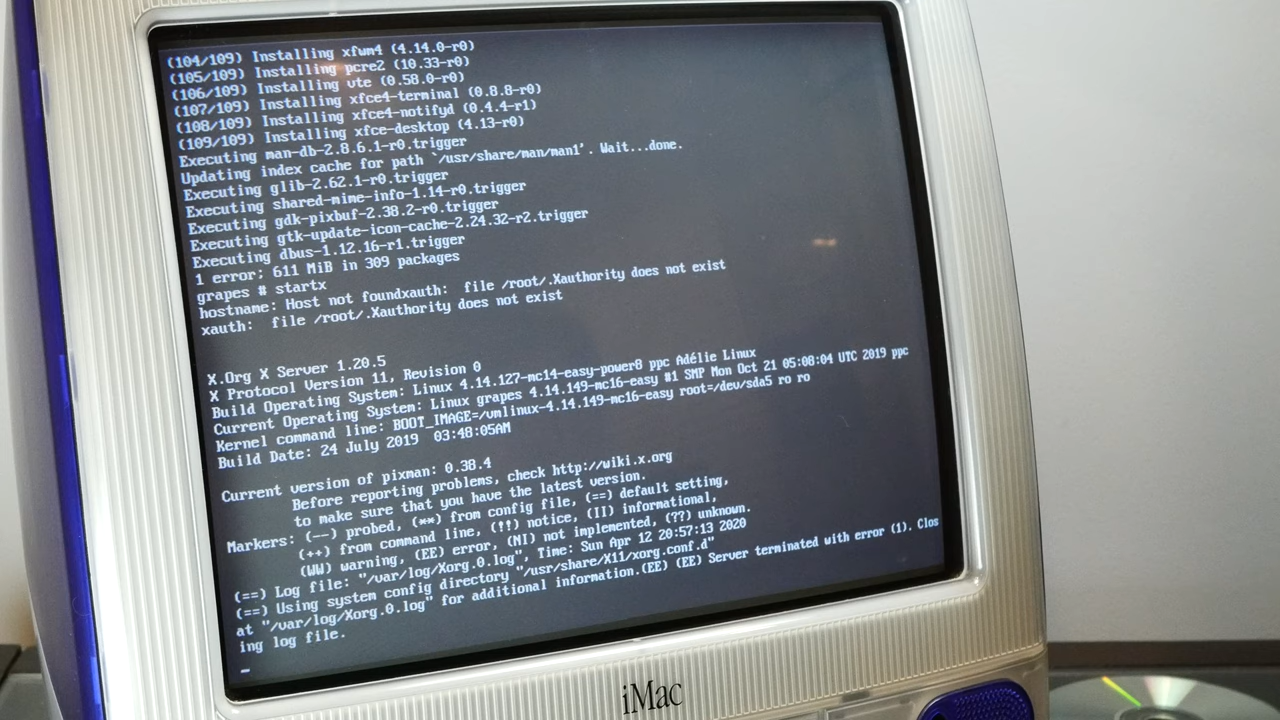 (104/109) Installing xfwm4 (4.14.0-r0)
(105/109) Installing pcre2 (10.33-r0)
(106/109) Installing vte (0.58.0-r0)
(107/109) Installing xfce4-terminal (0.8.8-r0)
(108/109) Installing xfce4-notifyd (0.4.4-r1)
(109/109) Installing xfce-desktop (4.13-r0)
Executing man-db-2.8.6.1-r0.trigger
Updating index cache for path `/usr/share/man/man1'. Wait...done.
Executing glib-2.62.1-r0.trigger
Executing shared-mime-info-1.14-r0.trigger
Executing gdk-pixbuf-2.38.2-r0.trigger
Executing gtk-update-icon-cache-2.24.32-r2.trigger
Executing dbus-1.12.16-r1.trigger
1 error; 611 MiB in 309 packages
grapes # startx
hostname: Host not foundxauth:  file /root/.Xauthority does not exist
xauth:  file /root/.Xauthority does not exist
X.Org X Server 1.20.5
X Protocol Version 11, Revision 0
Build Operating System: Linux 4.14.127-mc14-easy-power8 ppc Adélie Linux
Current Operating System: Linux grapes 4.14.149-mc16-easy #1 SMP Mon Oct 21 05:08:04 UTC 2019 ppc
Kernel command line: BOOT_IMAGE=/vmlinux-4.14.149-mc16-easy root=/dev/sda5 ro ro
Build Date: 24 July 2019  03:48:05AM
Current version of pixman: 0.38.4
Before reporting problems, check http://wiki.x.org
to make sure that you have the latest version.
Markers: (--) probed, (**) from config file, (==) default setting,
(++) from command line, (!!) notice, (II) informational,
(WW) warning, (EE) error, (NI) not implemented, (??) unknown.
(==) Log file: "/var/log/Xorg.0.log", Time: Sun Apr 12 20:57:13 2020
(==) Using system config directory "/usr/share/X11/xorg.conf.d"
at "/var/log/Xorg.0.log" for additional information.(EE) (EE) Server terminated with error (1). Clos
ing log file.
iMac